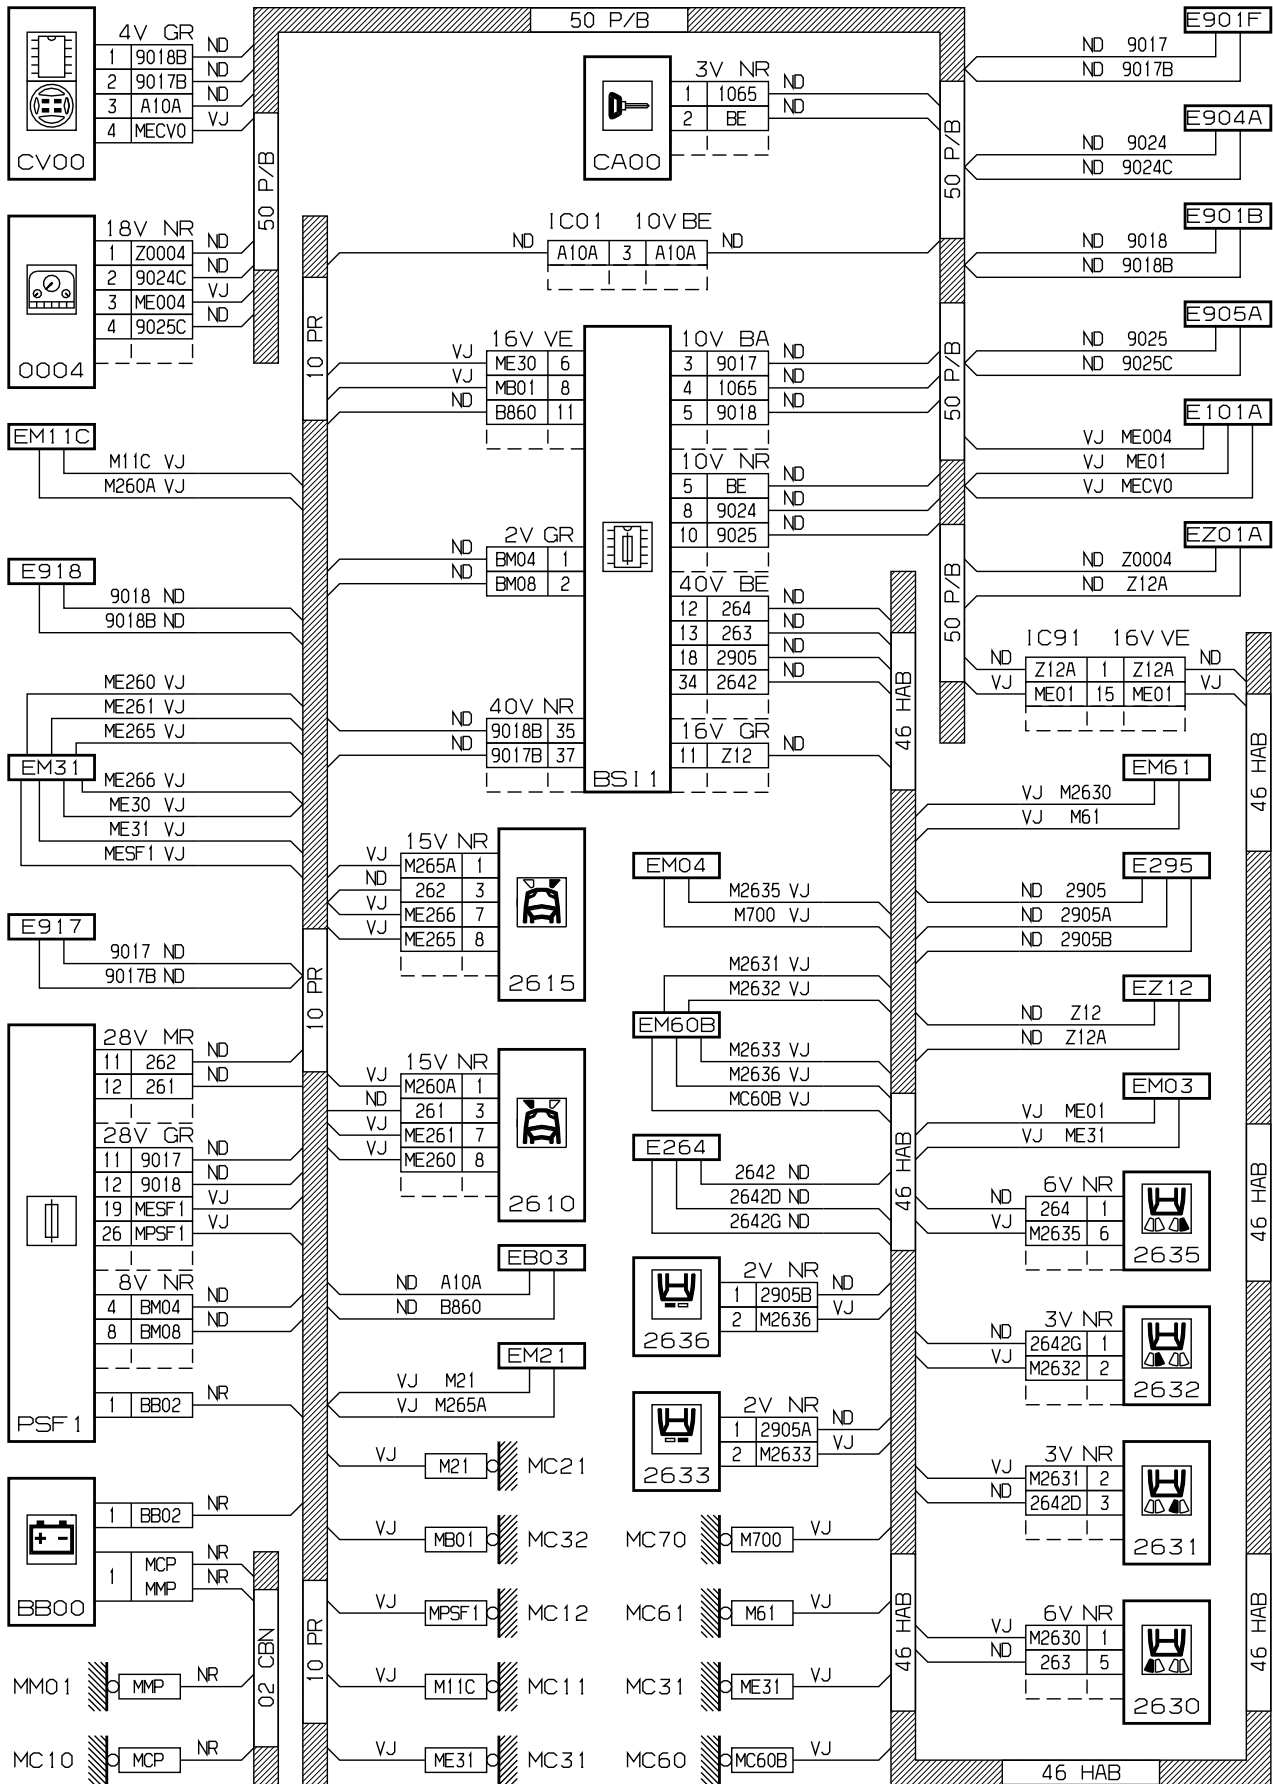 50 P/B
4V GR
1 9018B ND
2 9017B ND
3 A10A ND
4 MECV0 VJ
CV00
50 P/B
18V NR
1 Z0004 ND
2 9024C ND
3 ME004 VJ
4 9025C ND
0004
3V NR
1 1065 ND
2 BE ND
CA00
50 P/B
E901F
ND 9017
ND 9017B
E904A
ND 9024
ND 9024C
E901B
ND 9018
ND 9018B
E905A
ND 9025
ND 9025C
E101A
VJ ME004
VJ ME01
VJ MECV0
EZ01A
ND Z0004
ND Z12A
IC01 10V BE
ND A10A 3 A10A ND
10 PR
16V VE
VJ ME30 6
VJ MB01 8
ND B860 11
2V GR
ND BM04 1
ND BM08 2
40V NR
ND 9018B 35
ND 9017B 37
BSI1
10V BA
3 9017 ND
4 1065 ND
5 9018 ND
10V NR
5 BE ND
8 9024 ND
10 9025 ND
40V BE
12 264 ND
13 263 ND
18 2905 ND
34 2642 ND
16V GR
11 Z12 ND
50 P/B
50 P/B
46 HAB
IC91 16V VE
ND Z12A 1 Z12A ND
VJ ME01 15 ME01 VJ
46 HAB
EM11C
M11C VJ
M260A VJ
E918
9018 ND
9018B ND
ME260 VJ
ME261 VJ
ME265 VJ
EM31
ME266 VJ
ME30 VJ
ME31 VJ
MESF1 VJ
E917
9017 ND
9017B ND
10 PR
28V MR
11 262 ND
12 261 ND
28V GR
11 9017 ND
12 9018 ND
19 MESF1 VJ
26 MPSF1 VJ
8V NR
4 BM04 ND
8 BM08 ND
1 BB02 NR
PSF1
1 BB02 NR
1 MCP NR
MMP NR
BB00
02 CBN
MM01 MMP NR
MC10 MCP NR
15V NR
VJ M265A 1
ND 262 3
VJ ME266 7
VJ ME265 8
2615
15V NR
VJ M260A 1
ND 261 3
VJ ME261 7
VJ ME260 8
2610
EB03
ND A10A
ND B860
EM21
VJ M21
VJ M265A
VJ M21 MC21
VJ MB01 MC32
VJ MPSF1 MC12
10 PR
VJ M11C MC11
VJ ME31 MC31
EM04
M2635 VJ
M700 VJ
M2631 VJ
M2632 VJ
EM60B
M2633 VJ
M2636 VJ
MC60B VJ
E264
2642 ND
2642D ND
2642G ND
46 HAB
2V NR
1 2905B ND
2 M2636 VJ
2636
2V NR
1 2905A ND
2 M2633 VJ
2633
MC70 M700 VJ
MC61 M61 VJ
MC31 ME31 VJ
MC60 MC60B VJ
46 HAB
EM61
VJ M2630
VJ M61
E295
ND 2905
ND 2905A
ND 2905B
EZ12
ND Z12
ND Z12A
EM03
VJ ME01
VJ ME31
6V NR
ND 264 1
VJ M2635 6
2635
46 HAB
3V NR
ND 2642G 1
VJ M2632 2
2632
3V NR
VJ M2631 2
ND 2642D 3
2631
6V NR
VJ M2630 1
ND 263 5
2630
46 HAB
46 HAB